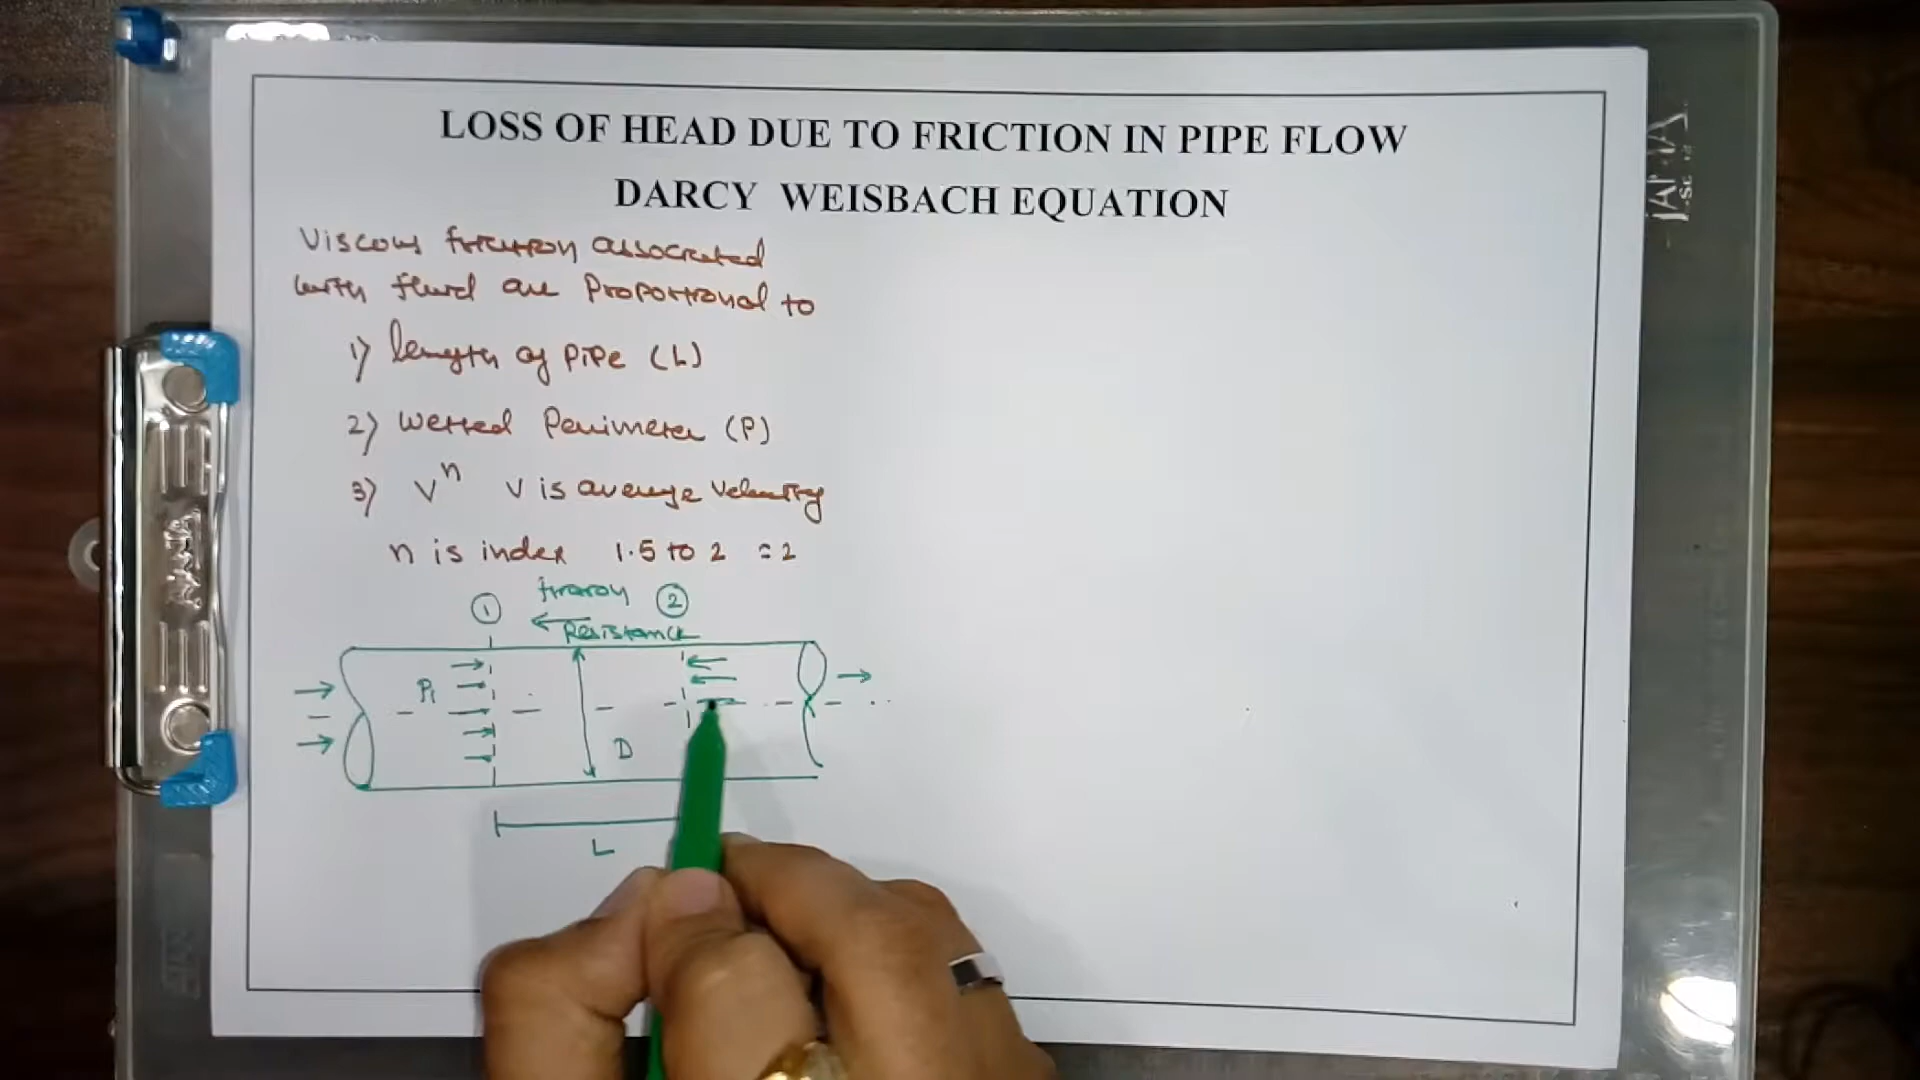 LOSS OF HEAD DUE TO FRICTION IN PIPE FLOW
DARCY WEISBACH EQUATION
Viscous friction associated
with fluid are Proportional to
1) length of PiPe (L)
2) Wetted Perimeter (P)
3) V^n V is average Velocity
n is index 1.5 to 2 = 2
① friction ②
Resistance
P1
D
L